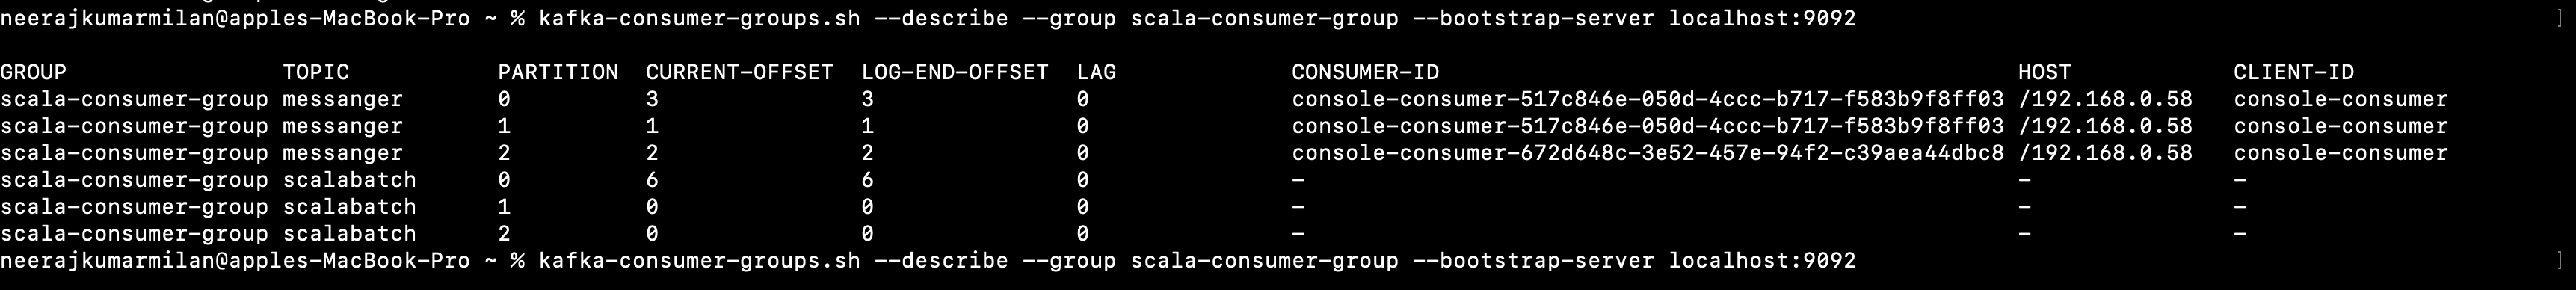 neerajkumarmilan@apples-MacBook-Pro ~ % kafka-consumer-groups.sh --describe --group scala-consumer-group --bootstrap-server localhost:9092 ]
GROUP TOPIC PARTITION CURRENT-OFFSET LOG-END-OFFSET LAG CONSUMER-ID HOST CLIENT-ID
scala-consumer-group messanger 0 3 3 0 console-consumer-517c846e-050d-4ccc-b717-f583b9f8ff03 /192.168.0.58 console-consumer
scala-consumer-group messanger 1 1 1 0 console-consumer-517c846e-050d-4ccc-b717-f583b9f8ff03 /192.168.0.58 console-consumer
scala-consumer-group messanger 2 2 2 0 console-consumer-672d648c-3e52-457e-94f2-c39aea44dbc8 /192.168.0.58 console-consumer
scala-consumer-group scalabatch 0 6 6 0 - - -
scala-consumer-group scalabatch 1 0 0 0 - - -
scala-consumer-group scalabatch 2 0 0 0 - - -
neerajkumarmilan@apples-MacBook-Pro ~ % kafka-consumer-groups.sh --describe --group scala-consumer-group --bootstrap-server localhost:9092 ]